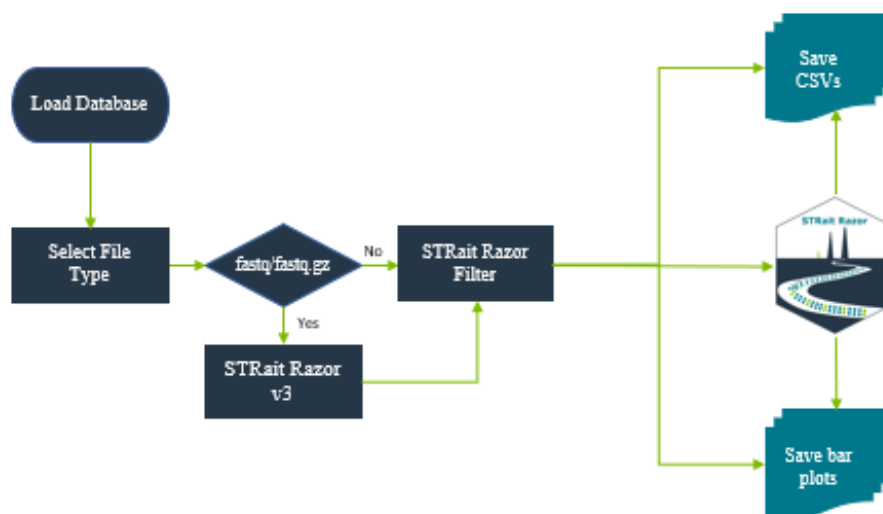 Load Database
Select File
Type
fastq/fastq.gz
No
Yes
STRait Razor
v3
STRait Razor
Filter
Save
CSVs
STRait Razor
Save bar
plots